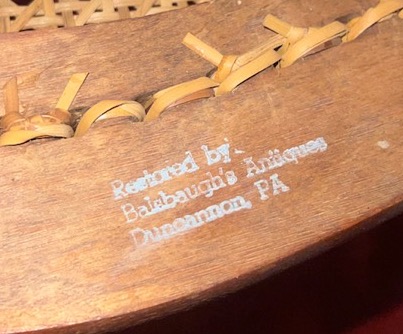 Restored by:
Balsbaugh's Antiques
Duncannon, PA